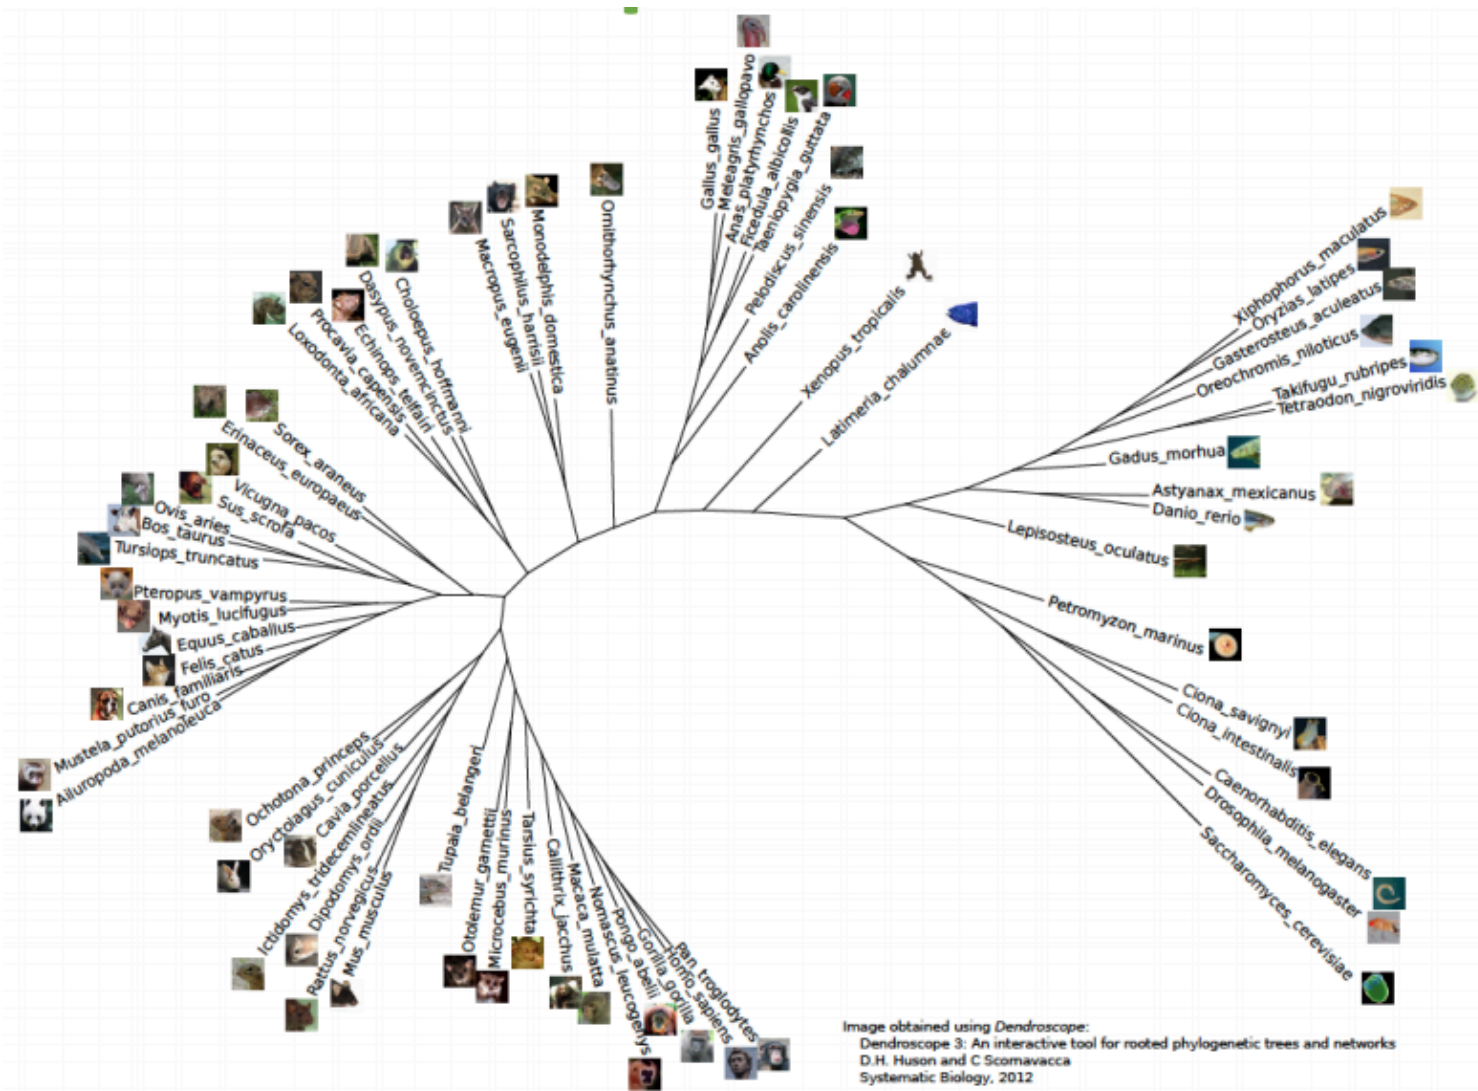 Gallus_gallus
Meleagris_gallopavo
Anas_platyrhynchos
Ficedula_albicollis
Taeniopygia_guttata
Pelodiscus_sinensis
Anolis_carolinensis
Xenopus_tropicalis
Latimeria_chalumnae
Xiphophorus_maculatus
Oryzias_latipes
Gasterosteus_aculeatus
Oreochromis_niloticus
Takifugu_rubripes
Tetraodon_nigroviridis
Gadus_morhua
Astyanax_mexicanus
Danio_rerio
Lepisosteus_oculatus
Petromyzon_marinus
Ciona_savignyi
Ciona_intestinalis
Caenorhabditis_elegans
Drosophila_melanogaster
Saccharomyces_cerevisiae
Pan_troglodytes
Homo_sapiens
Gorilla_gorilla
Pongo_abelii
Nomascus_leucogenys
Macaca_mulatta
Callithrix_jacchus
Tarsius_syrichta
Microcebus_murinus
Otolemur_garnettii
Tupaia_belangeri
Mus_musculus
Rattus_norvegicus
Dipodomys_ordii
Ictidomys_tridecemlineatus
Cavia_porcellus
Oryctolagus_cuniculus
Ochotona_princeps
Ailuropoda_melanoleuca
Mustela_putorius_furo
Canis_familiaris
Felis_catus
Equus_caballus
Myotis_lucifugus
Pteropus_vampyrus
Tursiops_truncatus
Bos_taurus
Ovis_aries
Sus_scrofa
Vicugna_pacos
Erinaceus_europaeus
Sorex_araneus
Loxodonta_africana
Procavia_capensis
Echinops_telfairi
Dasypus_novemcinctus
Choloepus_hoffmanni
Macropus_eugenii
Sarcophilus_harrisii
Monodelphis_domestica
Ornithorhynchus_anatinus
Image obtained using Dendroscope:
Dendroscope 3: An interactive tool for rooted phylogenetic trees and networks
D.H. Huson and C Scornavacca
Systematic Biology, 2012